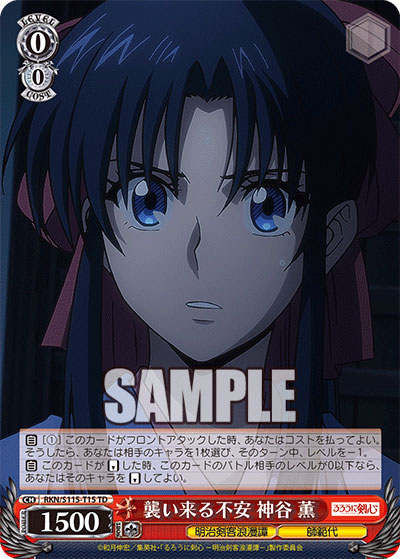 LEVEL
0
0
COST
SAMPLE
自 [①] このカードがフロントアタックした時、あなたはコストを払ってよい。
そうしたら、あなたは相手のキャラを1枚選び、そのターン中、レベルを－1。
自 このカードが【】した時、このカードのバトル相手のレベルが0以下なら、
あなたはそのキャラを【】してよい。
CH RKN/S115-T15 TD
1500
襲い来る不安 神谷 薫
るろうに剣心
明治剣客浪漫譚
師範代
©和月伸宏／集英社・「るろうに剣心 －明治剣客浪漫譚－」製作委員会